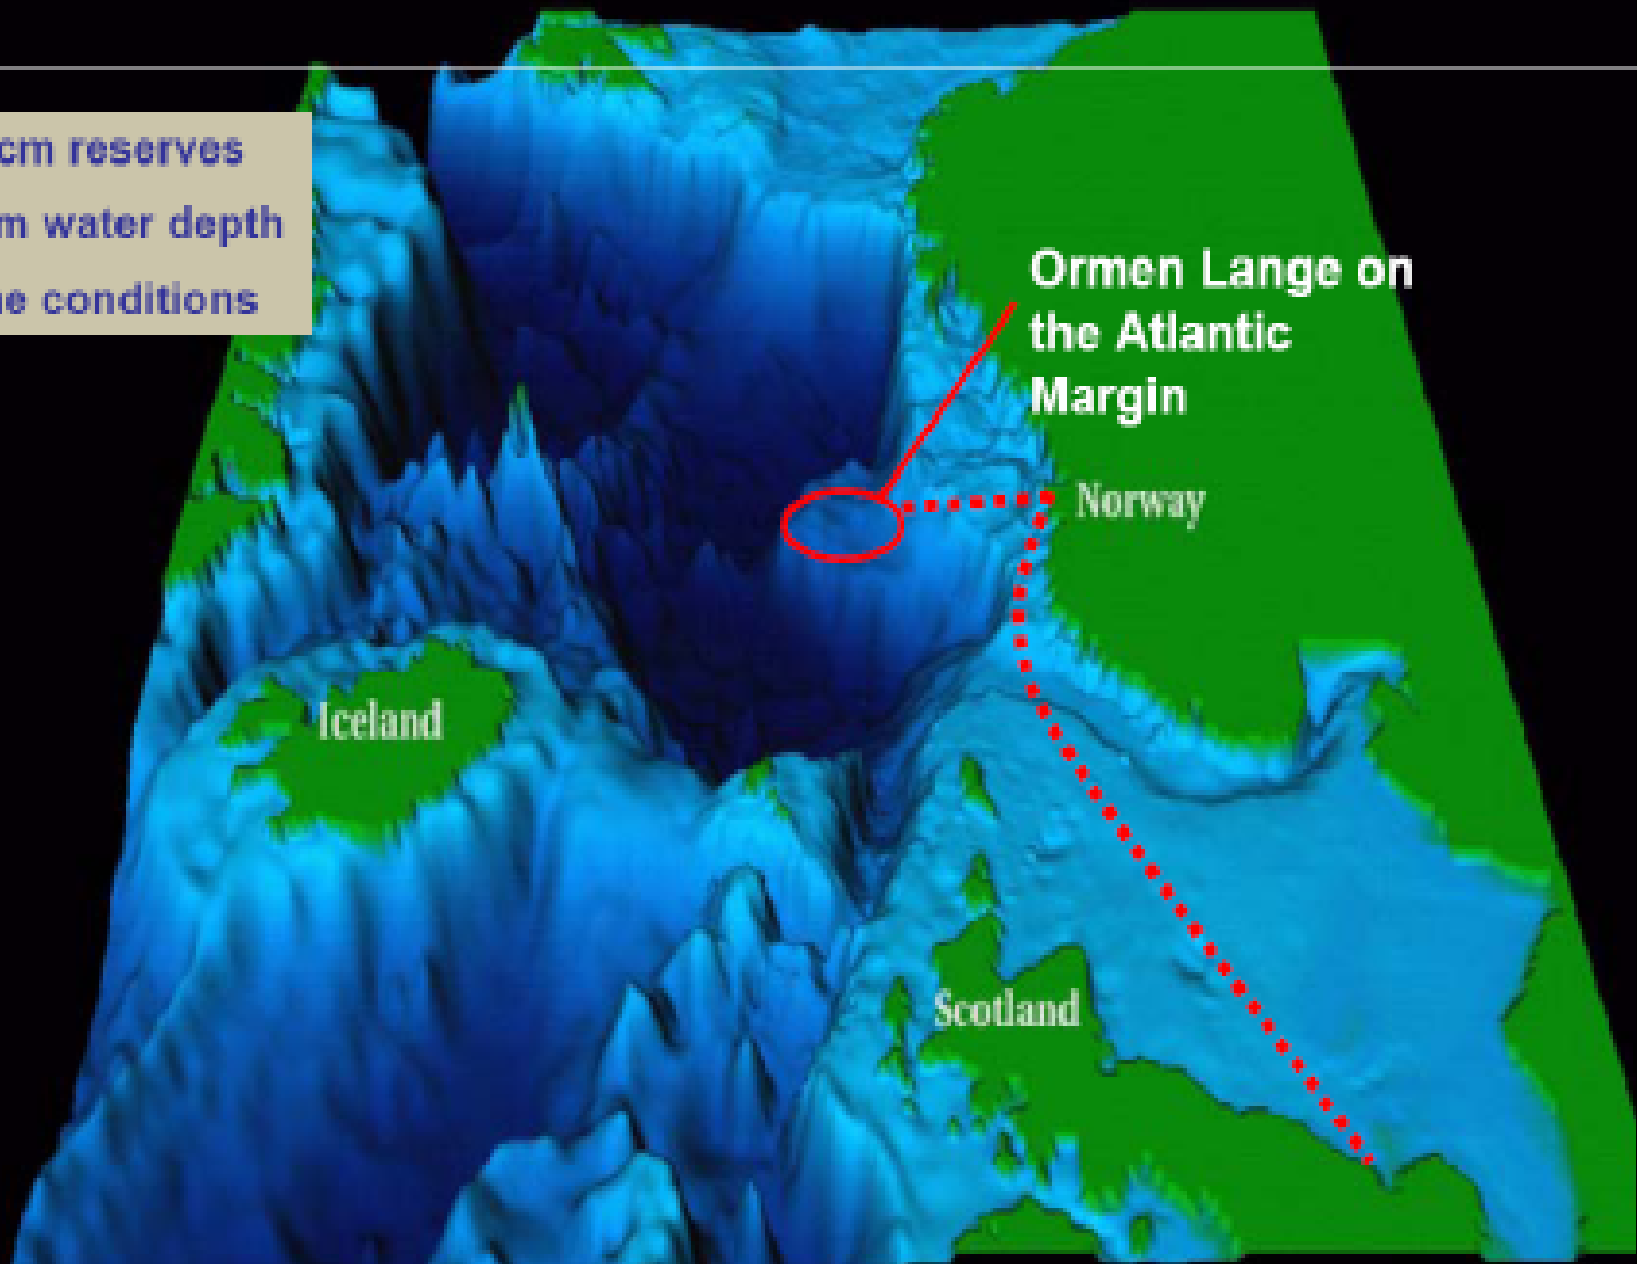 cm reserves
m water depth
e conditions
Ormen Lange on
the Atlantic
Margin
Norway
Iceland
Scotland